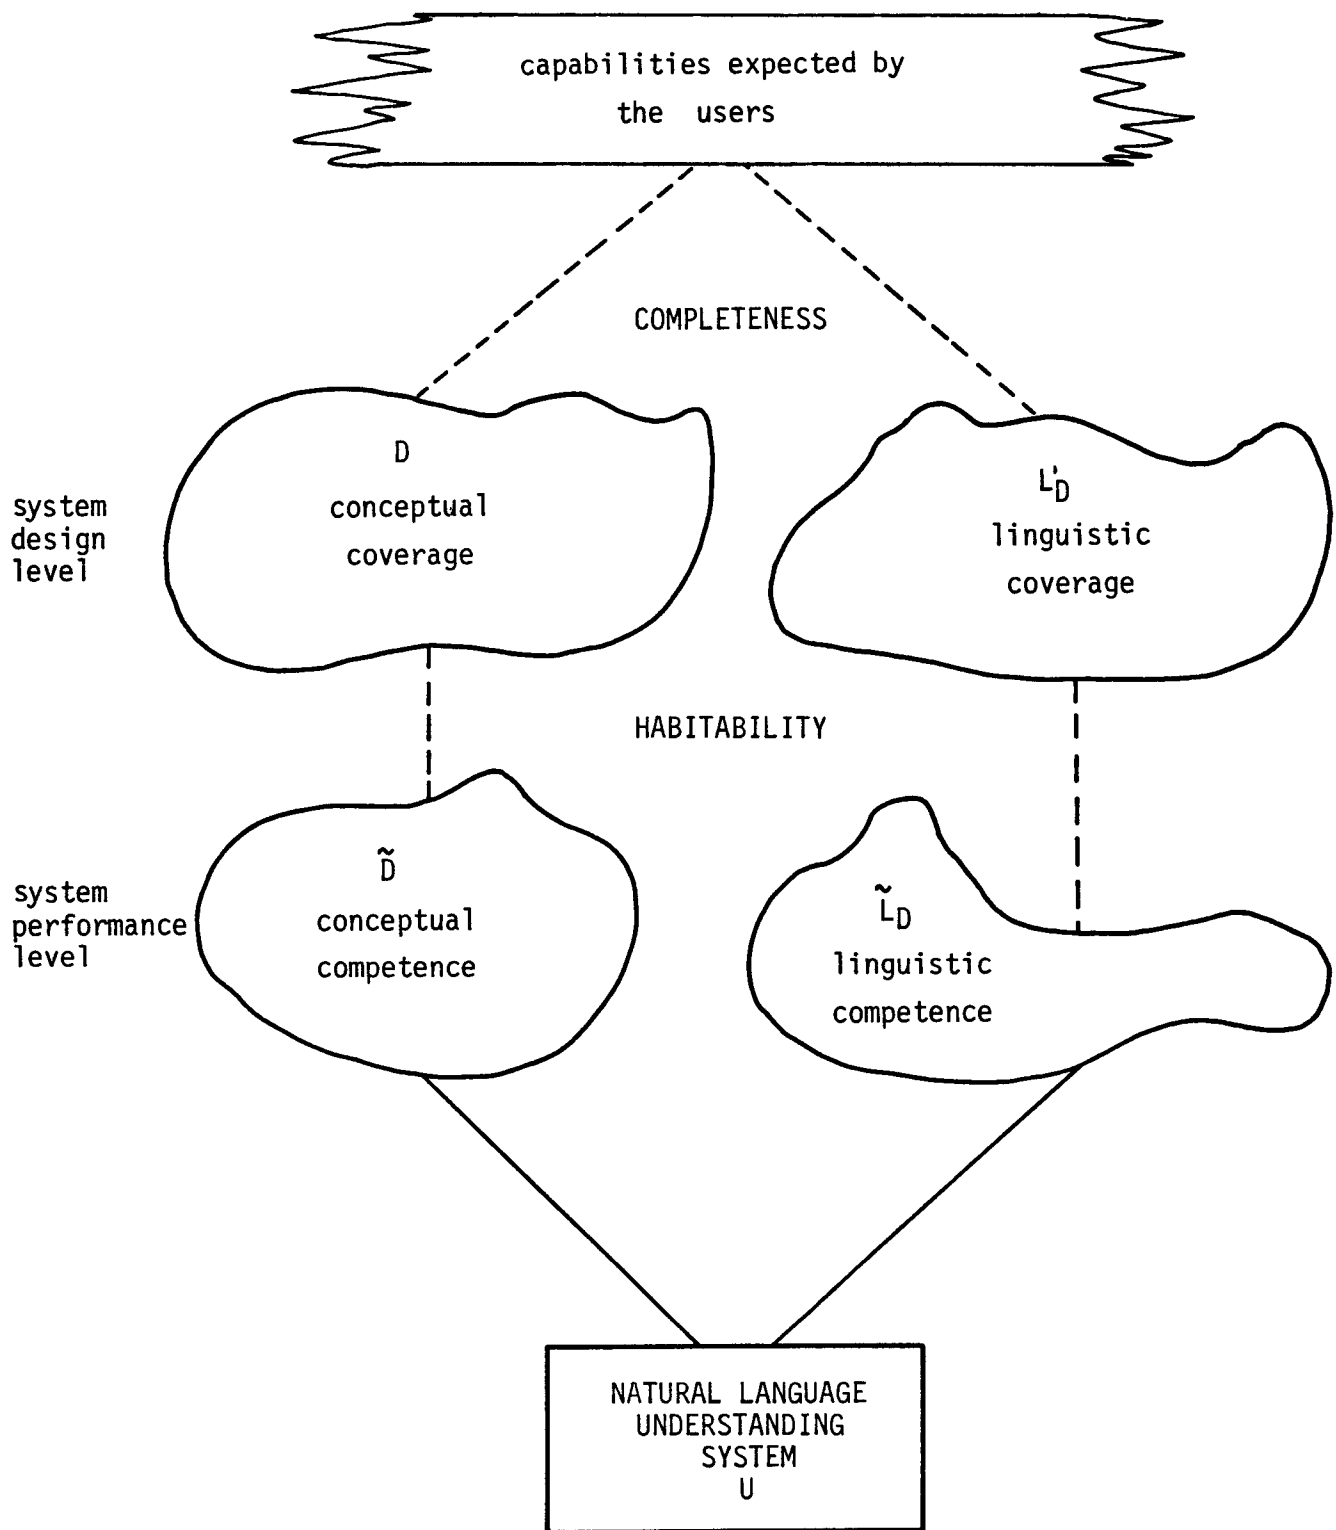 capabilities expected by
the users
COMPLETENESS
D
conceptual
coverage
L'D
linguistic
coverage
system
design
level
HABITABILITY
D̃
conceptual
competence
L̃D
linguistic
competence
system
performance
level
NATURAL LANGUAGE
UNDERSTANDING
SYSTEM
U